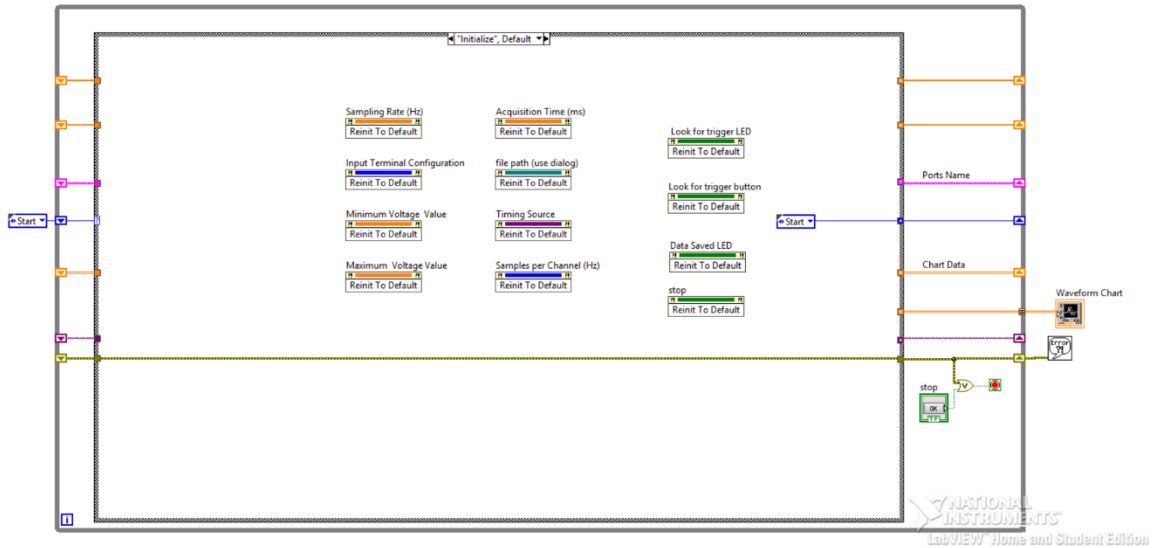 "Initialize", Default
Sampling Rate (Hz)
Reinit To Default
Acquisition Time (ms)
Reinit To Default
Look for trigger LED
Reinit To Default
Input Terminal Configuration
Reinit To Default
file path (use dialog)
Reinit To Default
Look for trigger button
Reinit To Default
Ports Name
Start
Minimum Voltage Value
Reinit To Default
Timing Source
Reinit To Default
Start
Data Saved LED
Reinit To Default
Maximum Voltage Value
Reinit To Default
Samples per Channel (Hz)
Reinit To Default
Chart Data
stop
Reinit To Default
Waveform Chart
Error
?!
stop
OK
TF
i
NATIONAL
INSTRUMENTS
LabVIEW™ Home and Student Edition